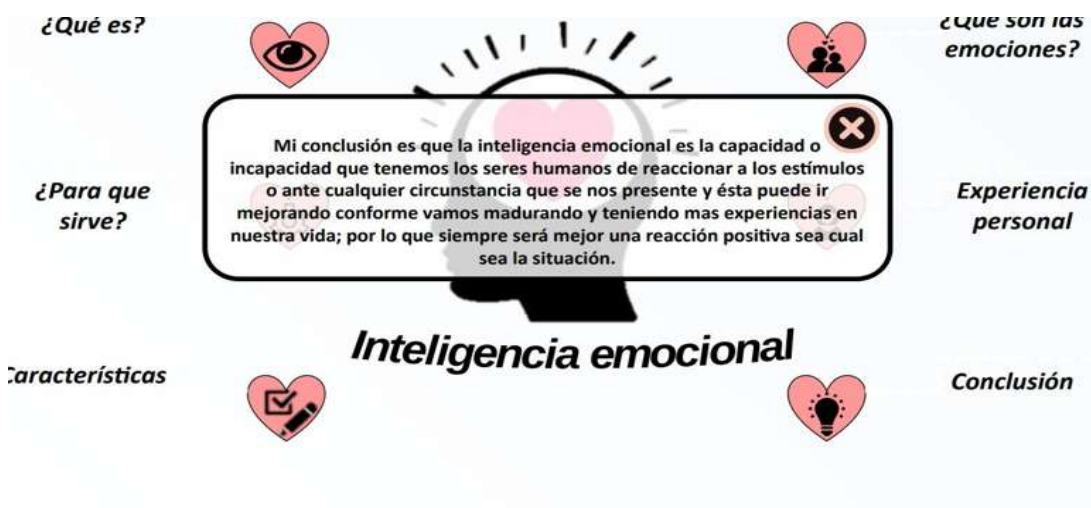 ¿Qué es?
¿Que son las
emociones?
Mi conclusión es que la inteligencia emocional es la capacidad o
incapacidad que tenemos los seres humanos de reaccionar a los estímulos
o ante cualquier circunstancia que se nos presente y ésta puede ir
mejorando conforme vamos madurando y teniendo mas experiencias en
nuestra vida; por lo que siempre será mejor una reacción positiva sea cual
sea la situación.
¿Para que
sirve?
Experiencia
personal
Inteligencia emocional
Características
Conclusión